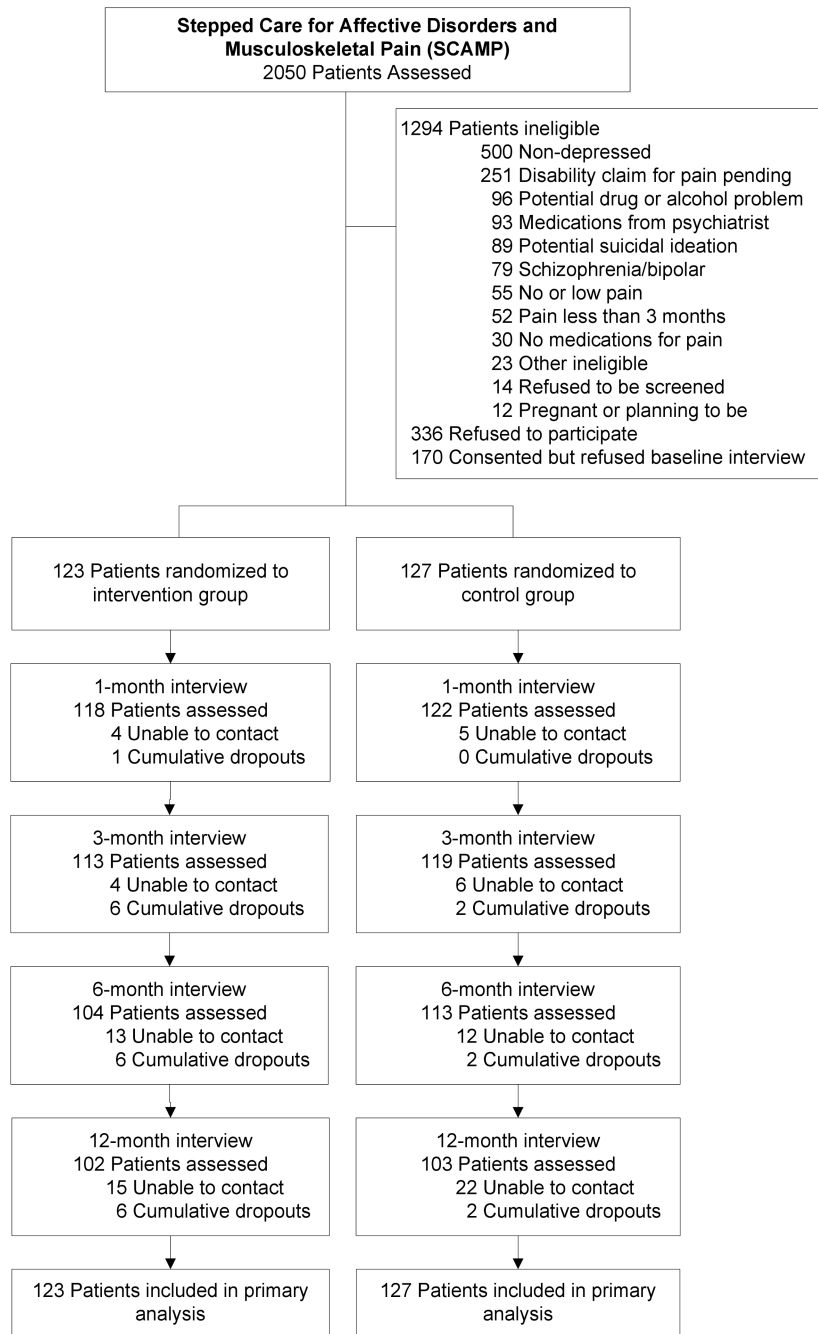 Stepped Care for Affective Disorders and
Musculoskeletal Pain (SCAMP)
2050 Patients Assessed
1294 Patients ineligible
500 Non-depressed
251 Disability claim for pain pending
96 Potential drug or alcohol problem
93 Medications from psychiatrist
89 Potential suicidal ideation
79 Schizophrenia/bipolar
55 No or low pain
52 Pain less than 3 months
30 No medications for pain
23 Other ineligible
14 Refused to be screened
12 Pregnant or planning to be
336 Refused to participate
170 Consented but refused baseline interview
123 Patients randomized to
intervention group
127 Patients randomized to
control group
1-month interview
118 Patients assessed
4 Unable to contact
1 Cumulative dropouts
1-month interview
122 Patients assessed
5 Unable to contact
0 Cumulative dropouts
3-month interview
113 Patients assessed
4 Unable to contact
6 Cumulative dropouts
3-month interview
119 Patients assessed
6 Unable to contact
2 Cumulative dropouts
6-month interview
104 Patients assessed
13 Unable to contact
6 Cumulative dropouts
6-month interview
113 Patients assessed
12 Unable to contact
2 Cumulative dropouts
12-month interview
102 Patients assessed
15 Unable to contact
6 Cumulative dropouts
12-month interview
103 Patients assessed
22 Unable to contact
2 Cumulative dropouts
123 Patients included in primary
analysis
127 Patients included in primary
analysis